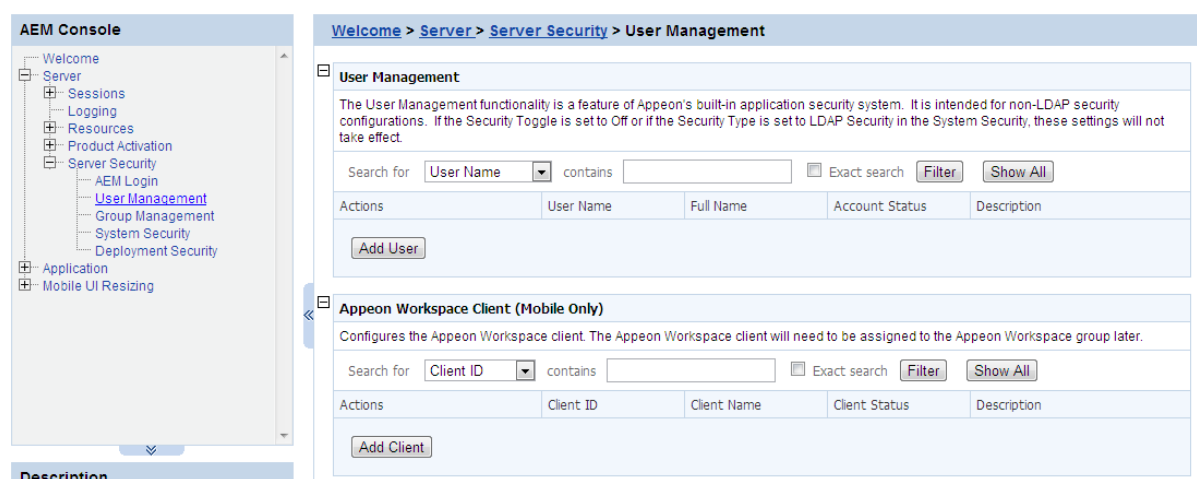 AEM Console
Welcome
Server
Sessions
Logging
Resources
Product Activation
Server Security
AEM Login
User Management
Group Management
System Security
Deployment Security
Application
Mobile UI Resizing
Description
Welcome > Server > Server Security > User Management
User Management
The User Management functionality is a feature of Appeon's built-in application security system. It is intended for non-LDAP security
configurations. If the Security Toggle is set to Off or if the Security Type is set to LDAP Security in the System Security, these settings will not
take effect.
Search for User Name contains Exact search Filter Show All
Actions User Name Full Name Account Status Description
Add User
Appeon Workspace Client (Mobile Only)
Configures the Appeon Workspace client. The Appeon Workspace client will need to be assigned to the Appeon Workspace group later.
Search for Client ID contains Exact search Filter Show All
Actions Client ID Client Name Client Status Description
Add Client